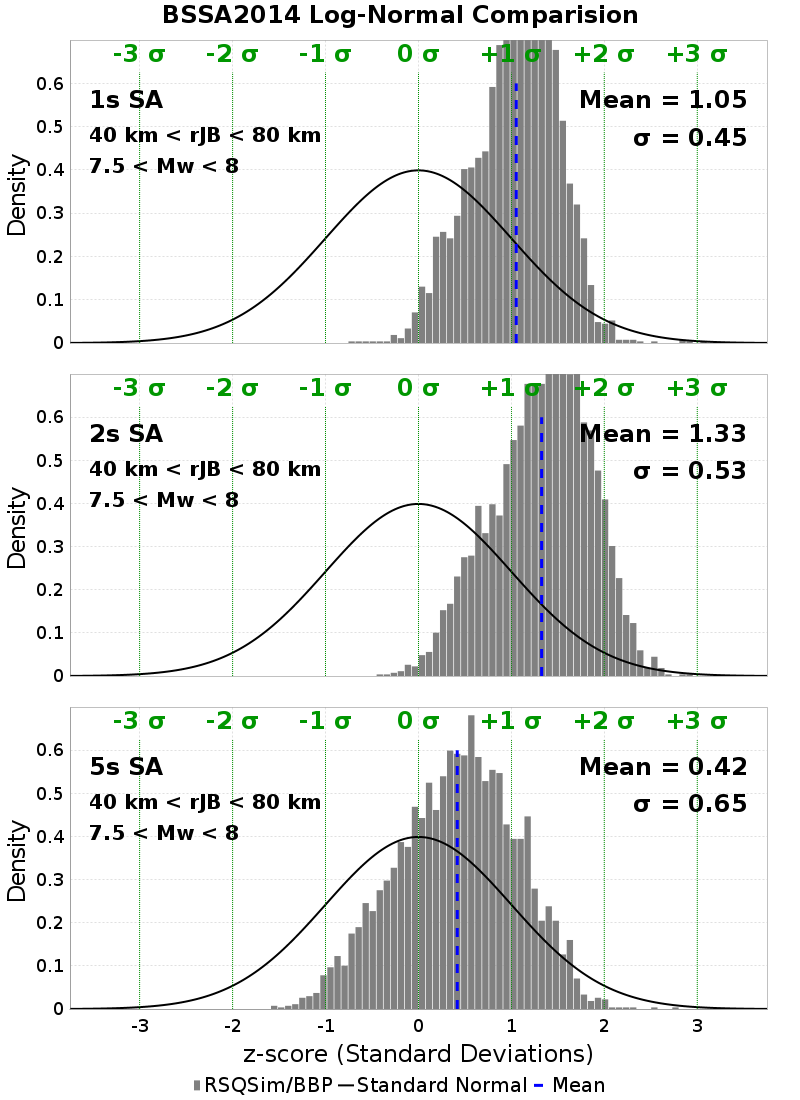 BSSA2014 Log-Normal Comparision
-3 σ -2 σ -1 σ 0 σ +1 σ +2 σ +3 σ
1s SA
40 km < rJB < 80 km
7.5 < Mw < 8
Mean = 1.05
σ = 0.45
Density
0.6
0.5
0.4
0.3
0.2
0.1
0
-3 σ -2 σ -1 σ 0 σ +1 σ +2 σ +3 σ
2s SA
40 km < rJB < 80 km
7.5 < Mw < 8
Mean = 1.33
σ = 0.53
Density
0.6
0.5
0.4
0.3
0.2
0.1
0
-3 σ -2 σ -1 σ 0 σ +1 σ +2 σ +3 σ
5s SA
40 km < rJB < 80 km
7.5 < Mw < 8
Mean = 0.42
σ = 0.65
Density
0.6
0.5
0.4
0.3
0.2
0.1
0
-3 -2 -1 0 1 2 3
z-score (Standard Deviations)
RSQSim/BBP Standard Normal Mean